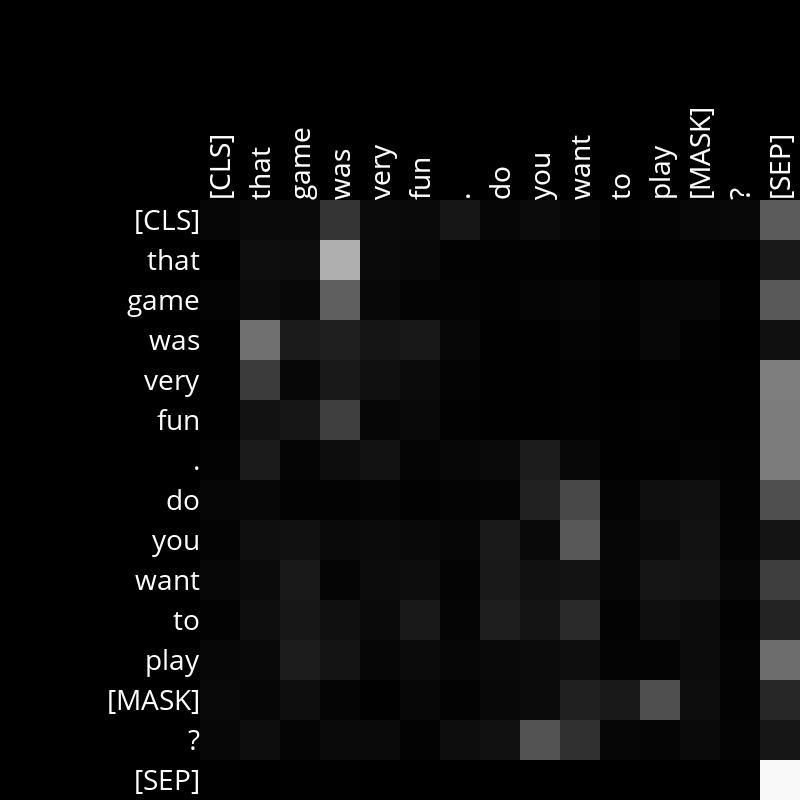 [CLS] that game was very fun . do you want to play [MASK] ? [SEP]
[CLS]
that
game
was
very
fun
.
do
you
want
to
play
[MASK]
?
[SEP]